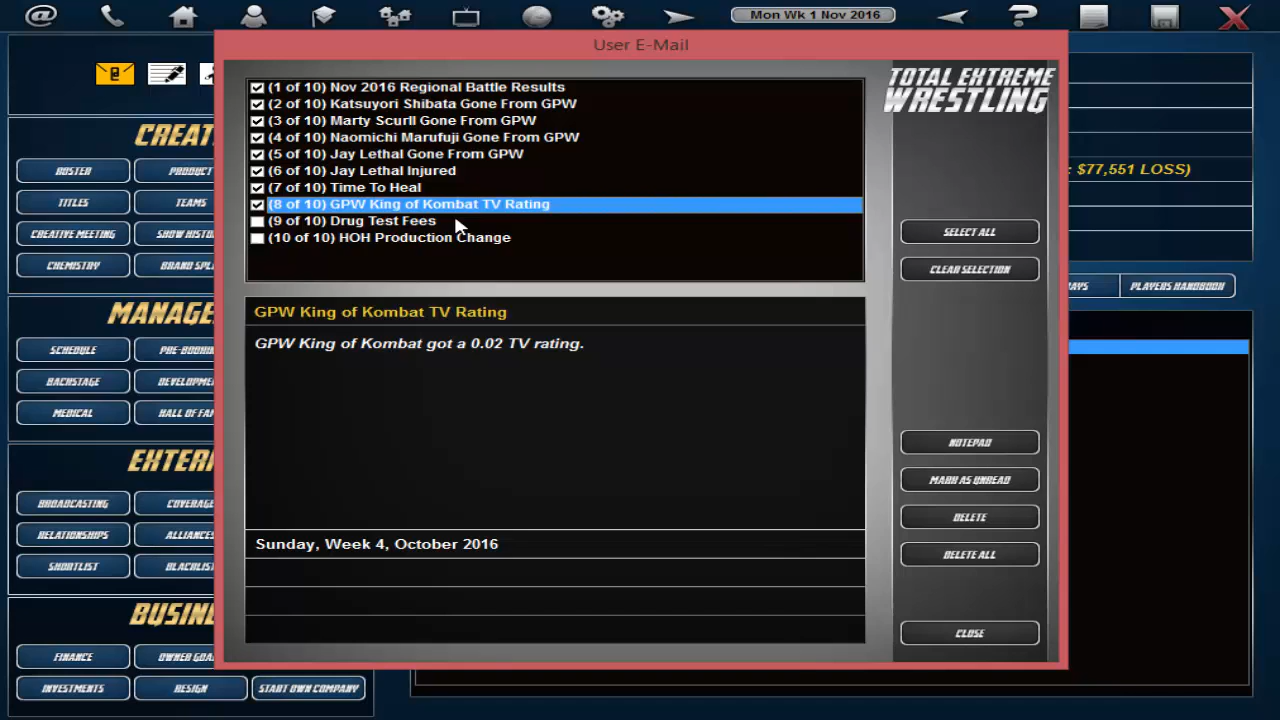 Mon Wk 1 Nov 2016
User E-Mail
(1 of 10) Nov 2016 Regional Battle Results
(2 of 10) Katsuyori Shibata Gone From GPW
(3 of 10) Marty Scurll Gone From GPW
(4 of 10) Naomichi Marufuji Gone From GPW
(5 of 10) Jay Lethal Gone From GPW
(6 of 10) Jay Lethal Injured
(7 of 10) Time To Heal
(8 of 10) GPW King of Kombat TV Rating
(9 of 10) Drug Test Fees
(10 of 10) HOH Production Change
GPW King of Kombat TV Rating
GPW King of Kombat got a 0.02 TV rating.
Sunday, Week 4, October 2016
TOTAL EXTREME
WRESTLING
SELECT ALL
CLEAR SELECTION
NOTEPAD
MARK AS UNREAD
DELETE
DELETE ALL
CLOSE
CREAT
ROSTER
PRODUCT
TITLES
TEAMS
CREATIVE MEETING
SHOW HISTO
CHEMISTRY
BRAND SPL
MANAGE
SCHEDULE
PRE-BOOKIN
BACKSTAGE
DEVELOPME
MEDICAL
HALL OF FAM
EXTER
BROADCASTING
COVERAGE
RELATIONSHIPS
ALLIANCES
SHORTLIST
BLACKLIS
BUSIN
FINANCE
OWNER GOA
INVESTMENTS
RESIGN
START OWN COMPANY
: $77,551 LOSS)
AYS
PLAYERS HANDBOOK